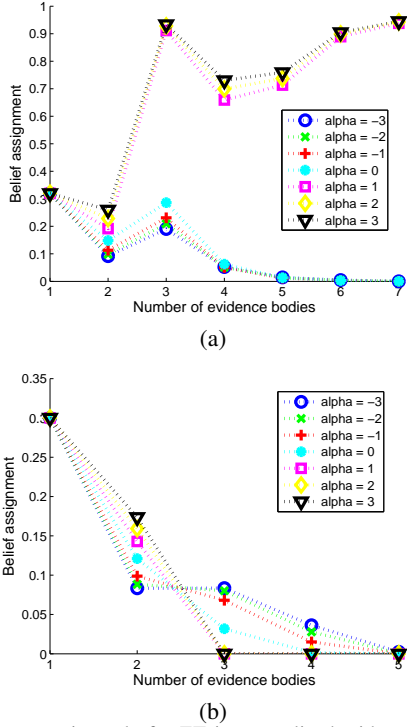 1
0.9
0.8
0.7
0.6
0.5
0.4
0.3
0.2
0.1
0
Belief assignment
alpha = −3
alpha = −2
alpha = −1
alpha = 0
alpha = 1
alpha = 2
alpha = 3
1 2 3 4 5 6 7
Number of evidence bodies
(a)
0.35
0.3
0.25
0.2
0.15
0.1
0.05
0
Belief assignment
alpha = −3
alpha = −2
alpha = −1
alpha = 0
alpha = 1
alpha = 2
alpha = 3
1 2 3 4 5
Number of evidence bodies
(b)